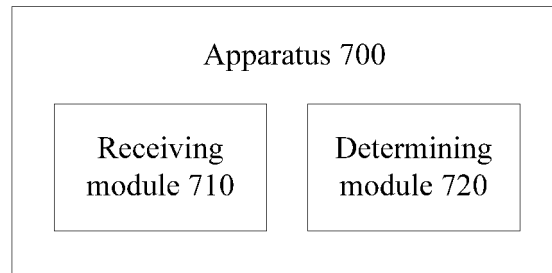 Apparatus 700
Receiving
module 710
Determining
module 720